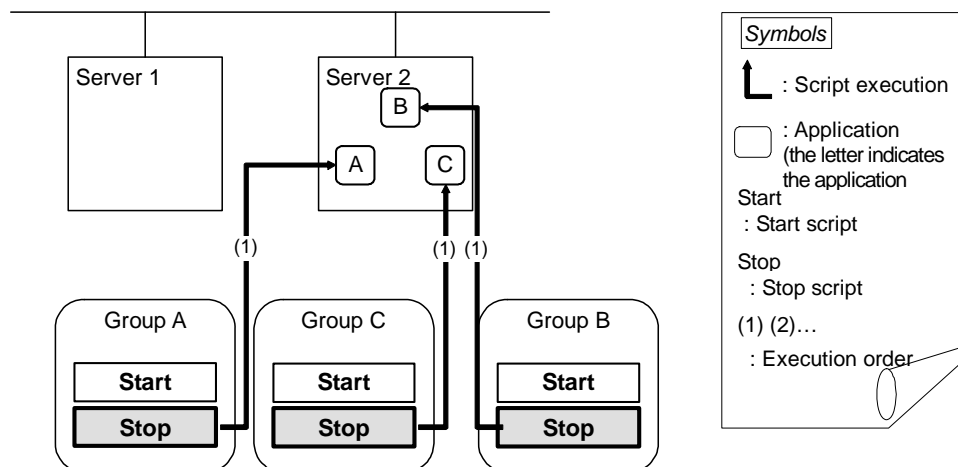 Server 1
Server 2
B
A
C
(1)
(1)
(1)
Group A
Group C
Group B
Start
Start
Start
Stop
Stop
Stop
Symbols
: Script execution
: Application
(the letter indicates
the application
Start
: Start script
Stop
: Stop script
(1) (2)…
: Execution order